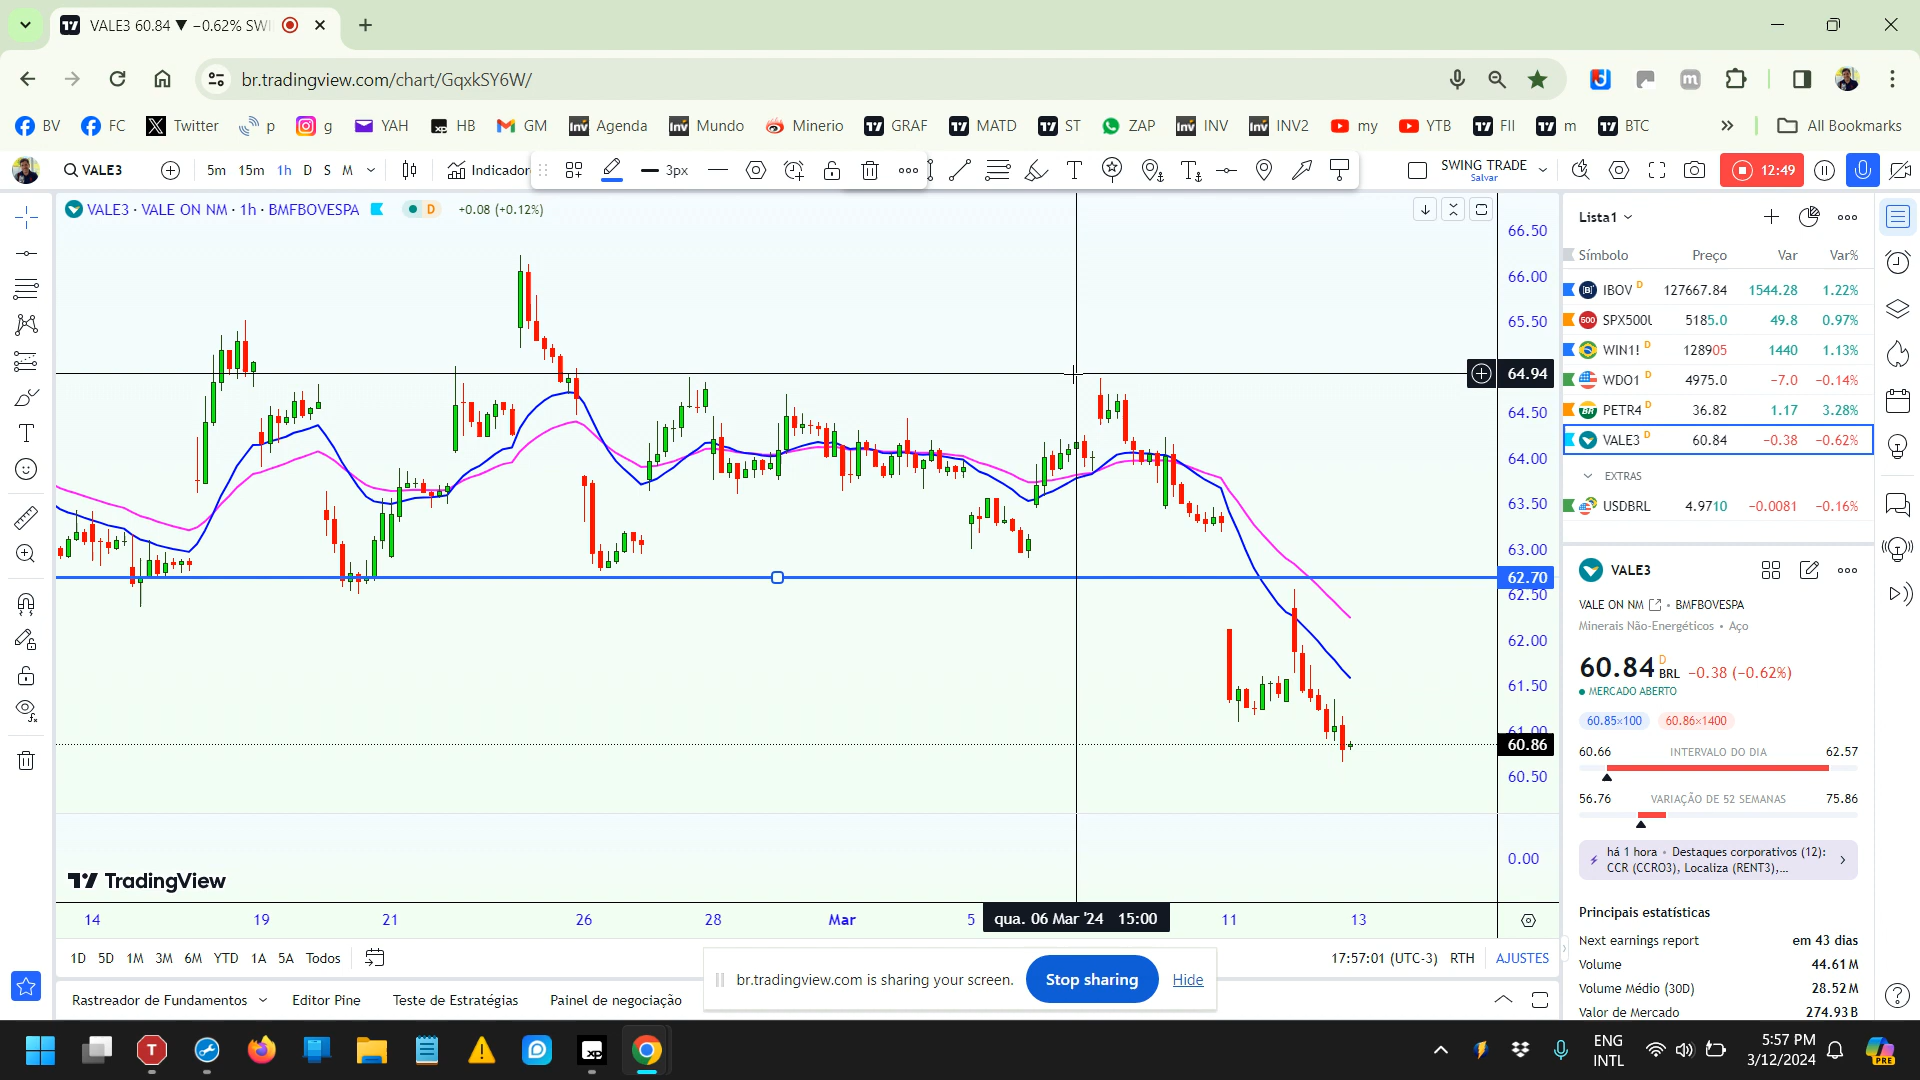 VALE3 60.84 ▼ −0.62% SWI
br.tradingview.com/chart/GqxkSY6W/
BV
FC
Twitter
p
g
YAH
HB
GM
Agenda
Mundo
Minerio
GRAF
MATD
ST
ZAP
INV
INV2
my
YTB
FII
m
BTC
»
All Bookmarks
VALE3
5m 15m 1h D S M
Indicador
3px
SWING TRADE
Salvar
12:49
VALE3 · VALE ON NM · 1h · BMFBOVESPA
D
+0.08 (+0.12%)
66.50
66.00
65.50
64.94
64.50
64.00
63.50
63.00
62.70
62.50
62.00
61.50
61.00
60.86
60.50
0.00
TradingView
14 19 21 26 28 Mar 5 qua. 06 Mar '24 15:00 11 13
1D 5D 1M 3M 6M YTD 1A 5A Todos
17:57:01 (UTC-3) RTH AJUSTES
br.tradingview.com is sharing your screen. Stop sharing Hide
Rastreador de Fundamentos Editor Pine Teste de Estratégias Painel de negociação
Lista1
Símbolo Preço Var Var%
IBOV D 127667.84 1544.28 1.22%
SPX500U 5185.0 49.8 0.97%
WIN1! D 128905 1440 1.13%
WDO1 D 4975.0 −7.0 −0.14%
PETR4 D 36.82 1.17 3.28%
VALE3 D 60.84 −0.38 −0.62%
EXTRAS
USDBRL 4.9710 −0.0081 −0.16%
VALE3
VALE ON NM • BMFBOVESPA
Minerais Não-Energéticos • Aço
60.84 D BRL −0.38 (−0.62%)
MERCADO ABERTO
60.85×100 60.86×1400
60.66 INTERVALO DO DIA 62.57
56.76 VARIAÇÃO DE 52 SEMANAS 75.86
há 1 hora • Destaques corporativos (12):
CCR (CCRO3), Localiza (RENT3),...
Principais estatísticas
Next earnings report em 43 dias
Volume 44.61M
Volume Médio (30D) 28.52M
Valor de Mercado 274.93B
ENG
INTL
5:57 PM
3/12/2024
PRE